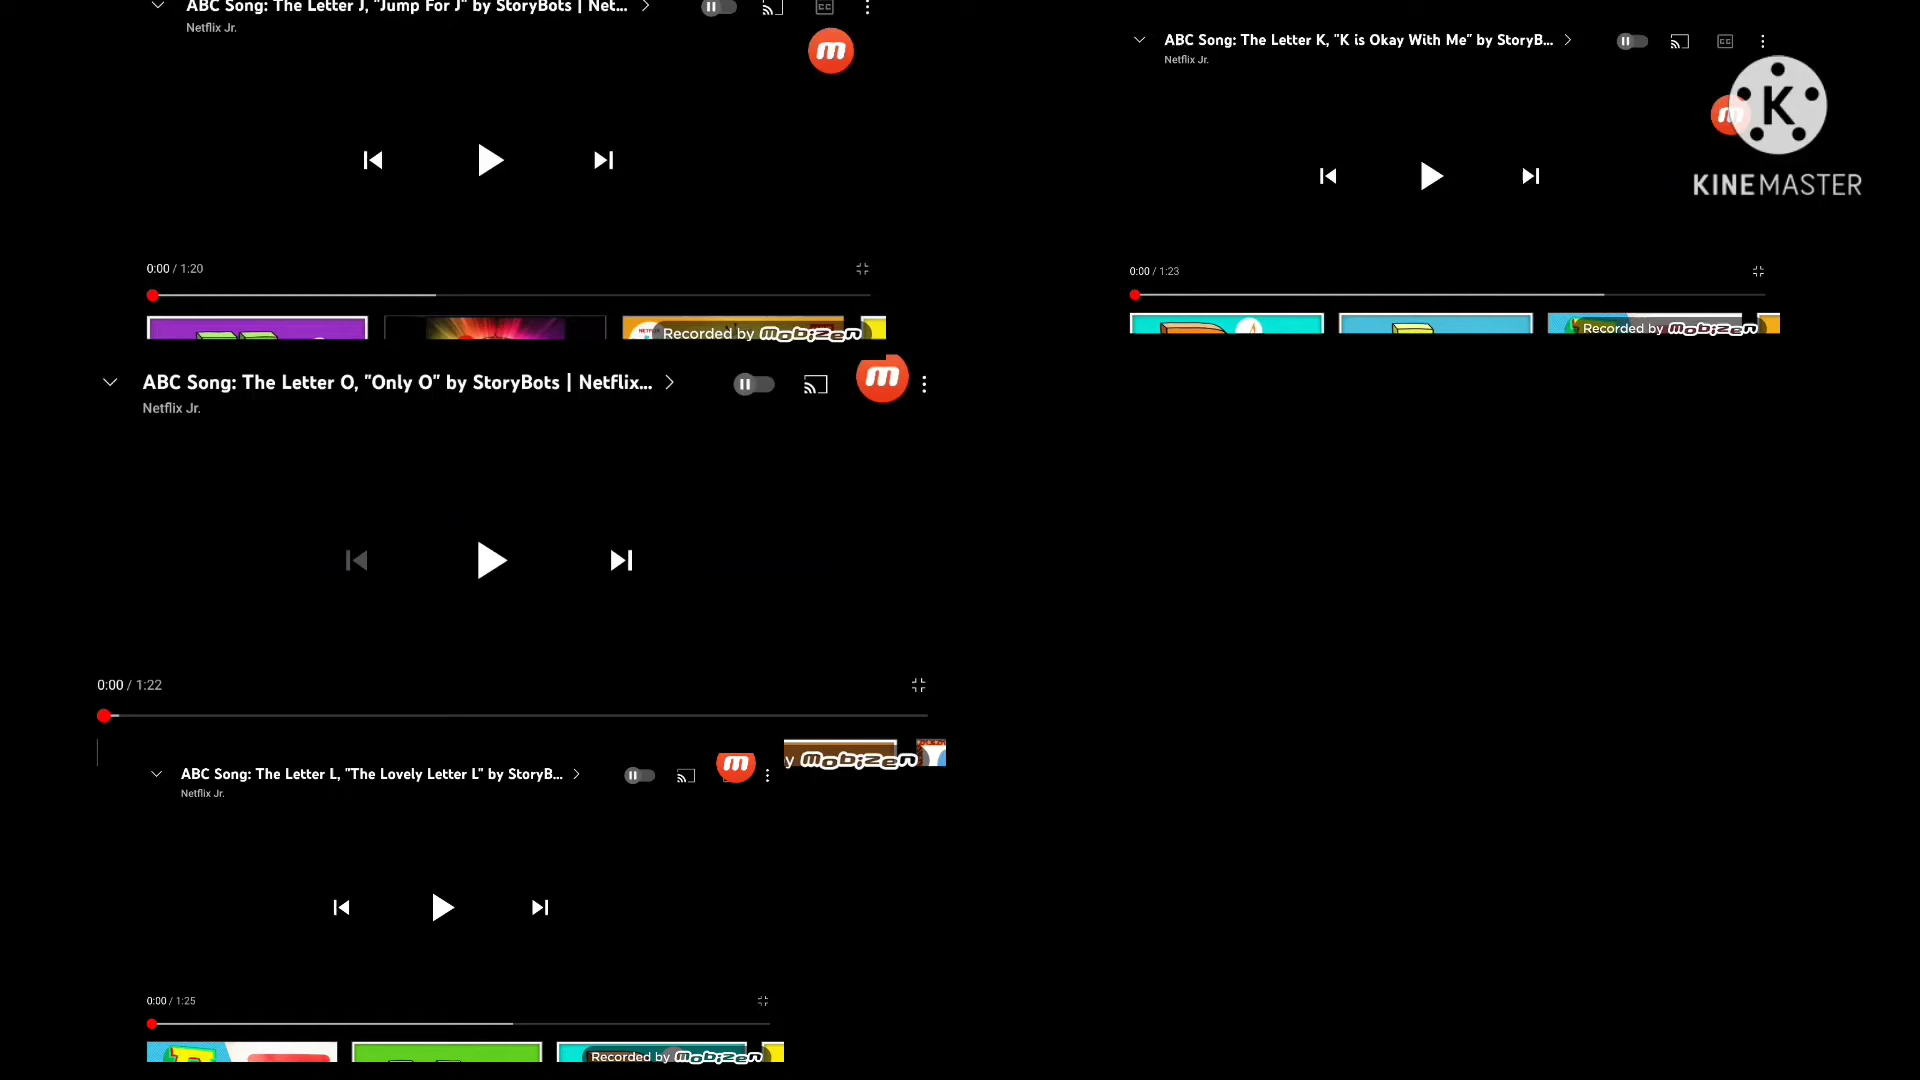 ABC Song: The Letter J, "Jump For J" by StoryBots | Net...
Netflix Jr.
CC
m
0:00 / 1:20
NETFLIX
Recorded by Mobizen
ABC Song: The Letter K, "K is Okay With Me" by StoryB...
Netflix Jr.
CC
m
K
KINEMASTER
0:00 / 1:23
Recorded by Mobizen
ABC Song: The Letter O, "Only O" by StoryBots | Netflix...
Netflix Jr.
m
0:00 / 1:22
y Mobizen
ABC Song: The Letter L, "The Lovely Letter L" by StoryB...
Netflix Jr.
m
0:00 / 1:25
Recorded by Mobizen